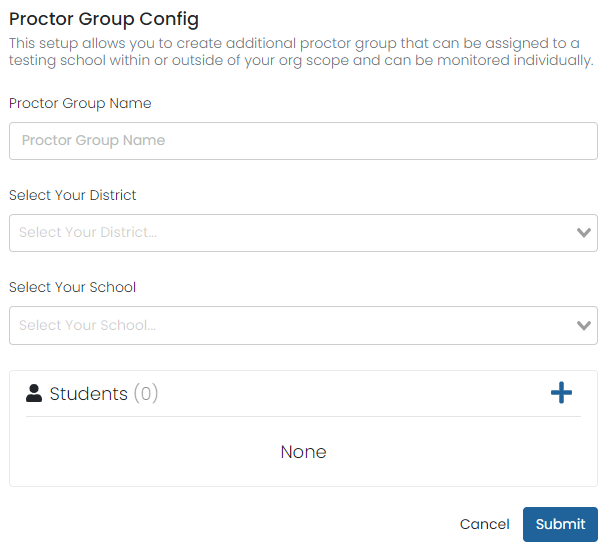 Proctor Group Config
This setup allows you to create additional proctor group that can be assigned to a
testing school within or outside of your org scope and can be monitored individually.
Proctor Group Name
Proctor Group Name
Select Your District
Select Your District...
Select Your School
Select Your School...
Students (0)
None
Cancel Submit